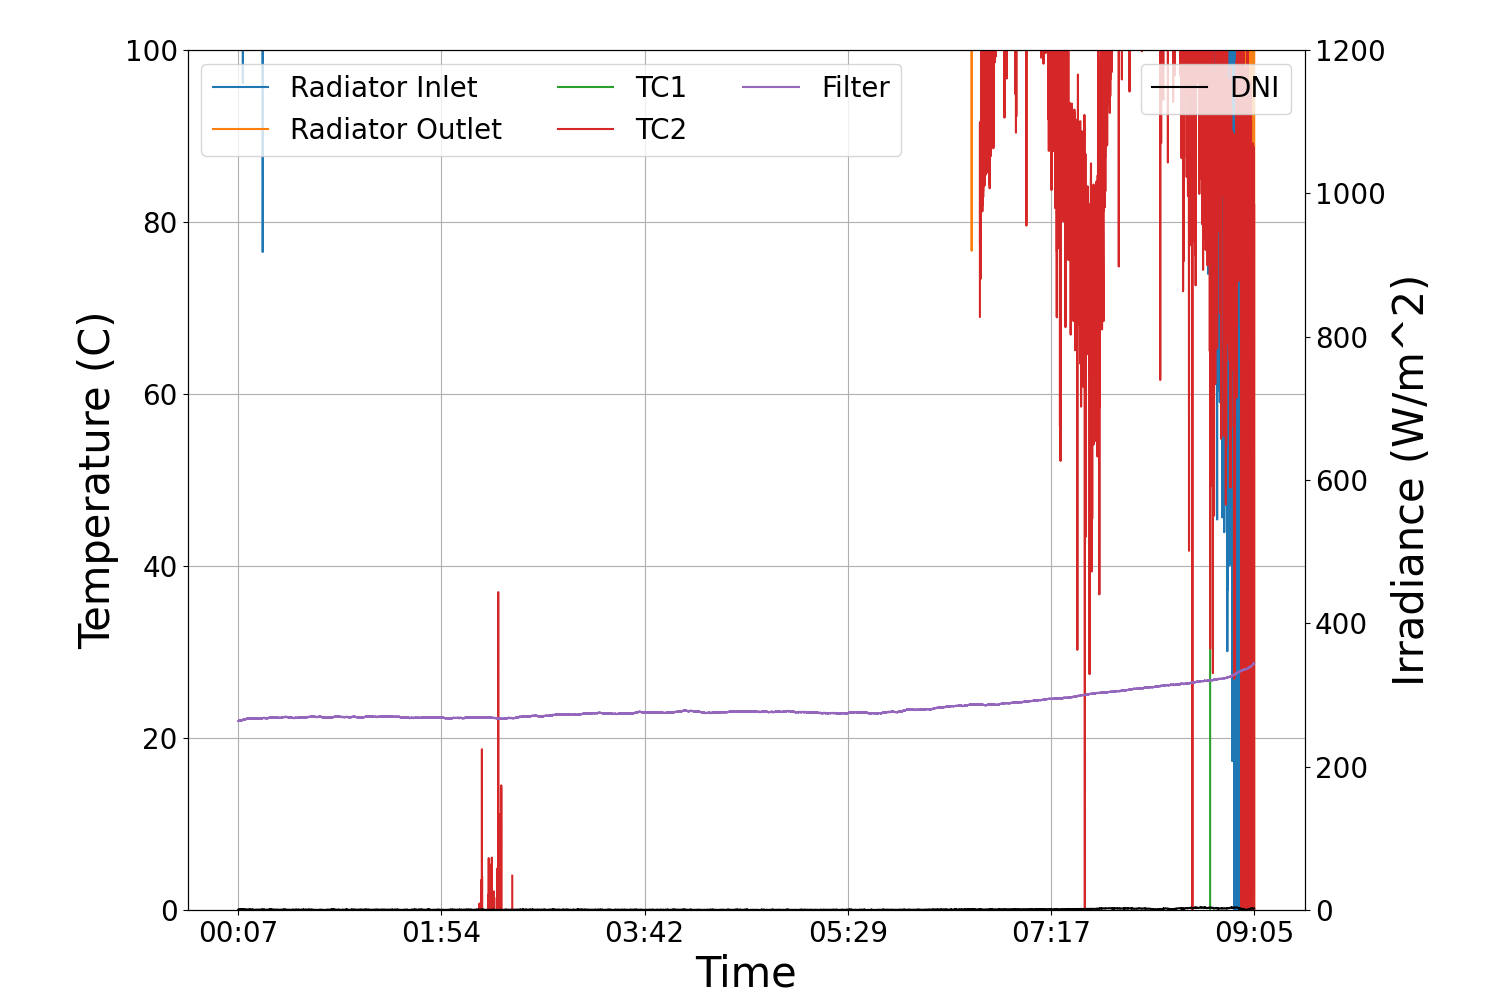 100
80
60
40
20
0
Temperature (C)
Radiator Inlet
Radiator Outlet
TC1
TC2
Filter
DNI
1200
1000
800
600
400
200
0
Irradiance (W/m^2)
00:07 01:54 03:42 05:29 07:17 09:05
Time